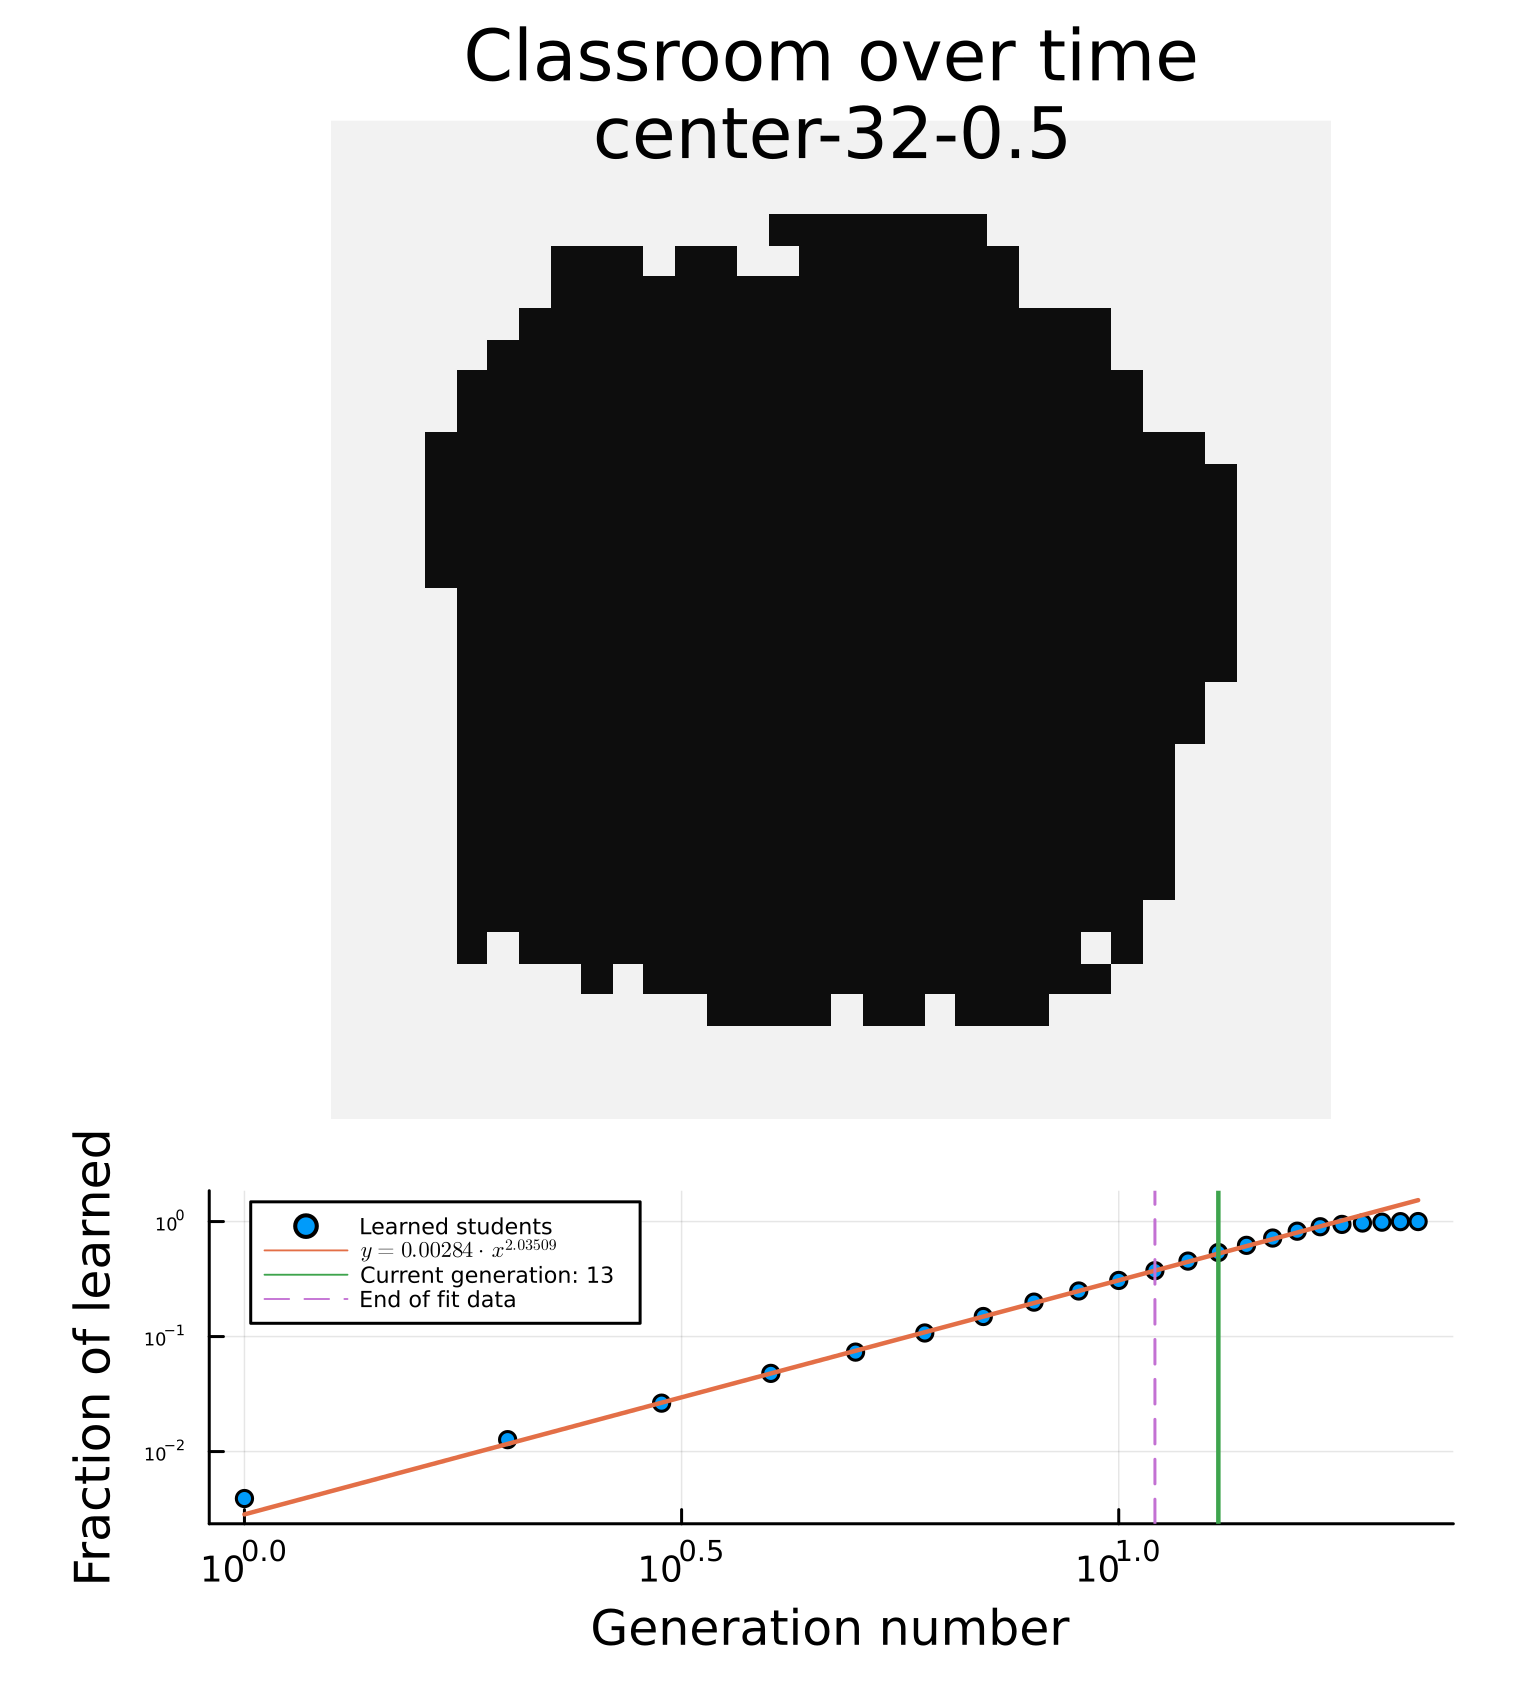 Classroom over time
center-32-0.5
Fraction of learned
10^0
10^−1
10^−2
Learned students
y = 0.00284 · x^2.03509
Current generation: 13
End of fit data
10^0.0 10^0.5 10^1.0
Generation number